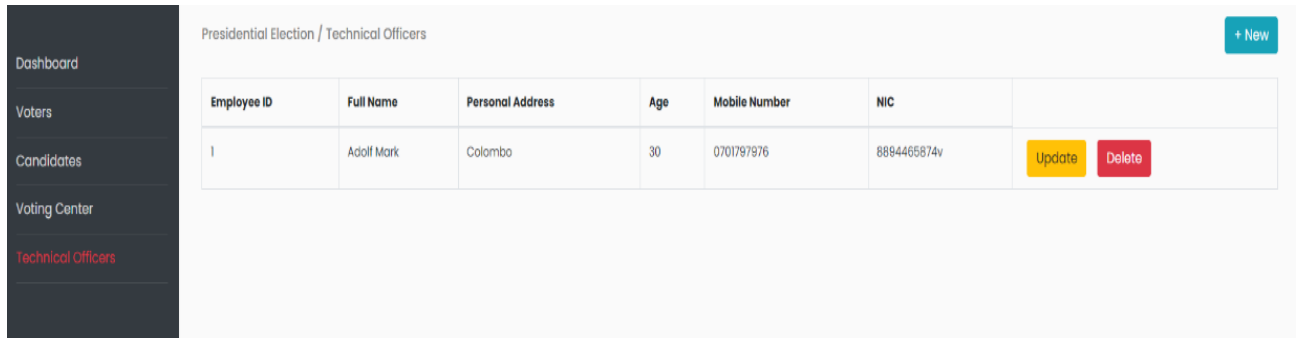 Dashboard
Voters
Candidates
Voting Center
Technical Officers
Presidential Election / Technical Officers
+ New
Employee ID Full Name Personal Address Age Mobile Number NIC
1 Adolf Mark Colombo 30 0701797976 8894465874v Update Delete